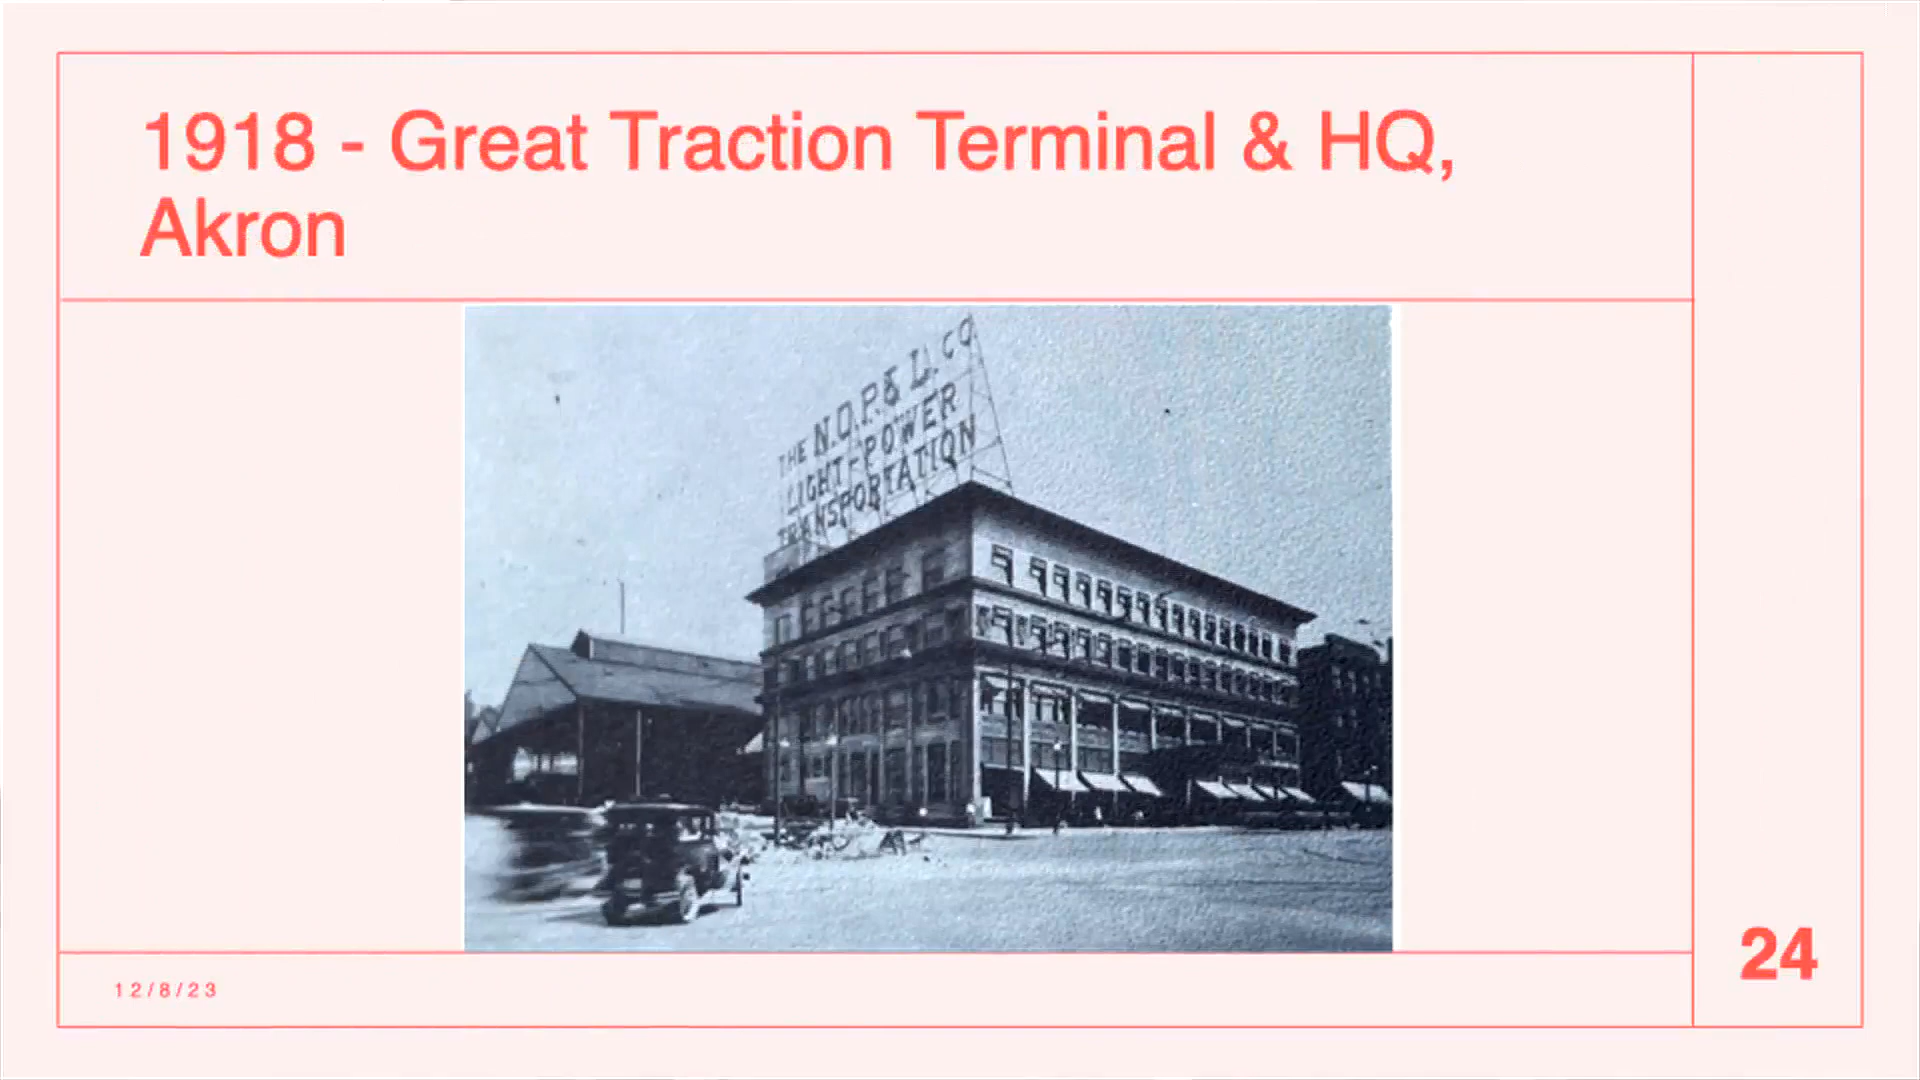 1918 - Great Traction Terminal & HQ,
Akron
THE N.O.P.& L. CO
LIGHT - POWER
TRANSPORTATION
12/8/23
24